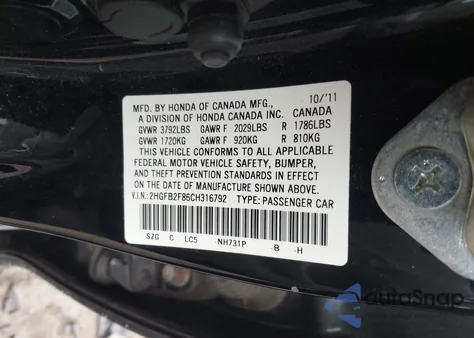 MFD. BY HONDA OF CANADA MFG., 10/'11
A DIVISION OF HONDA CANADA INC. CANADA
GVWR 3792LBS GAWR F 2029LBS R 1786LBS
GVWR 1720KG GAWR F 920KG R 810KG
THIS VEHICLE CONFORMS TO ALL APPLICABLE
FEDERAL MOTOR VEHICLE SAFETY, BUMPER,
AND THEFT PREVENTION STANDARDS IN EFFECT
ON THE DATE OF MANUFACTURE SHOWN ABOVE.
V.I.N.: 2HGFB2F86CH316792 TYPE: PASSENGER CAR
SZG C LC5 -NH731P -B -H
autoSnap